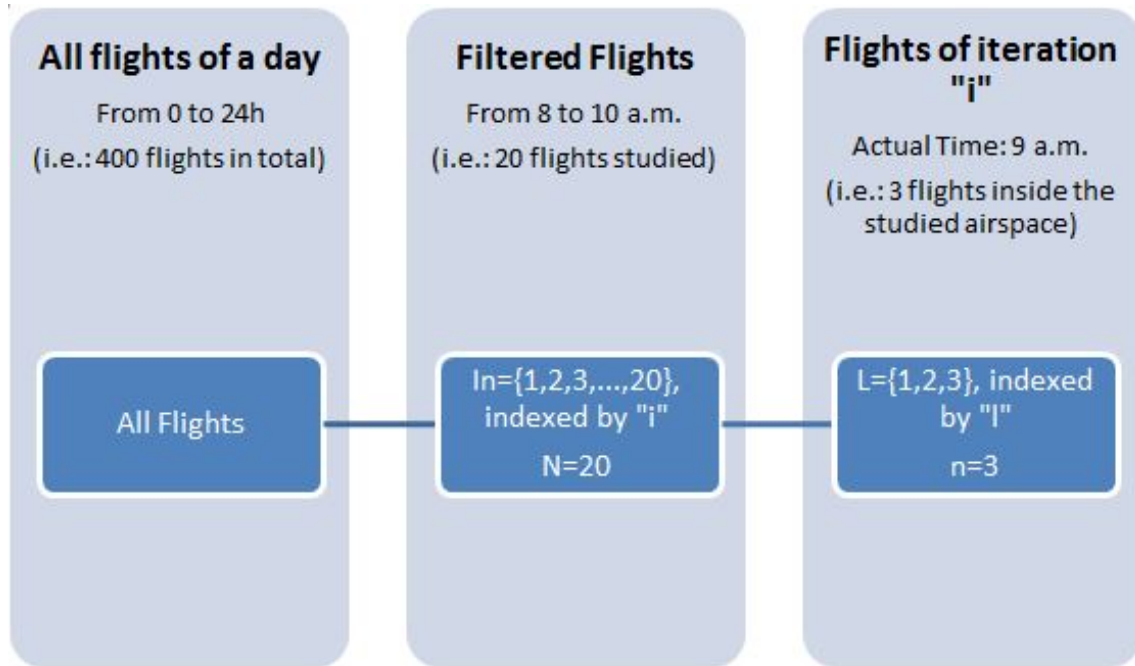 All flights of a day
From 0 to 24h
(i.e.: 400 flights in total)
All Flights
Filtered Flights
From 8 to 10 a.m.
(i.e.: 20 flights studied)
In={1,2,3,...,20},
indexed by "i"
N=20
Flights of iteration
"i"
Actual Time: 9 a.m.
(i.e.: 3 flights inside the
studied airspace)
L={1,2,3}, indexed
by "l"
n=3